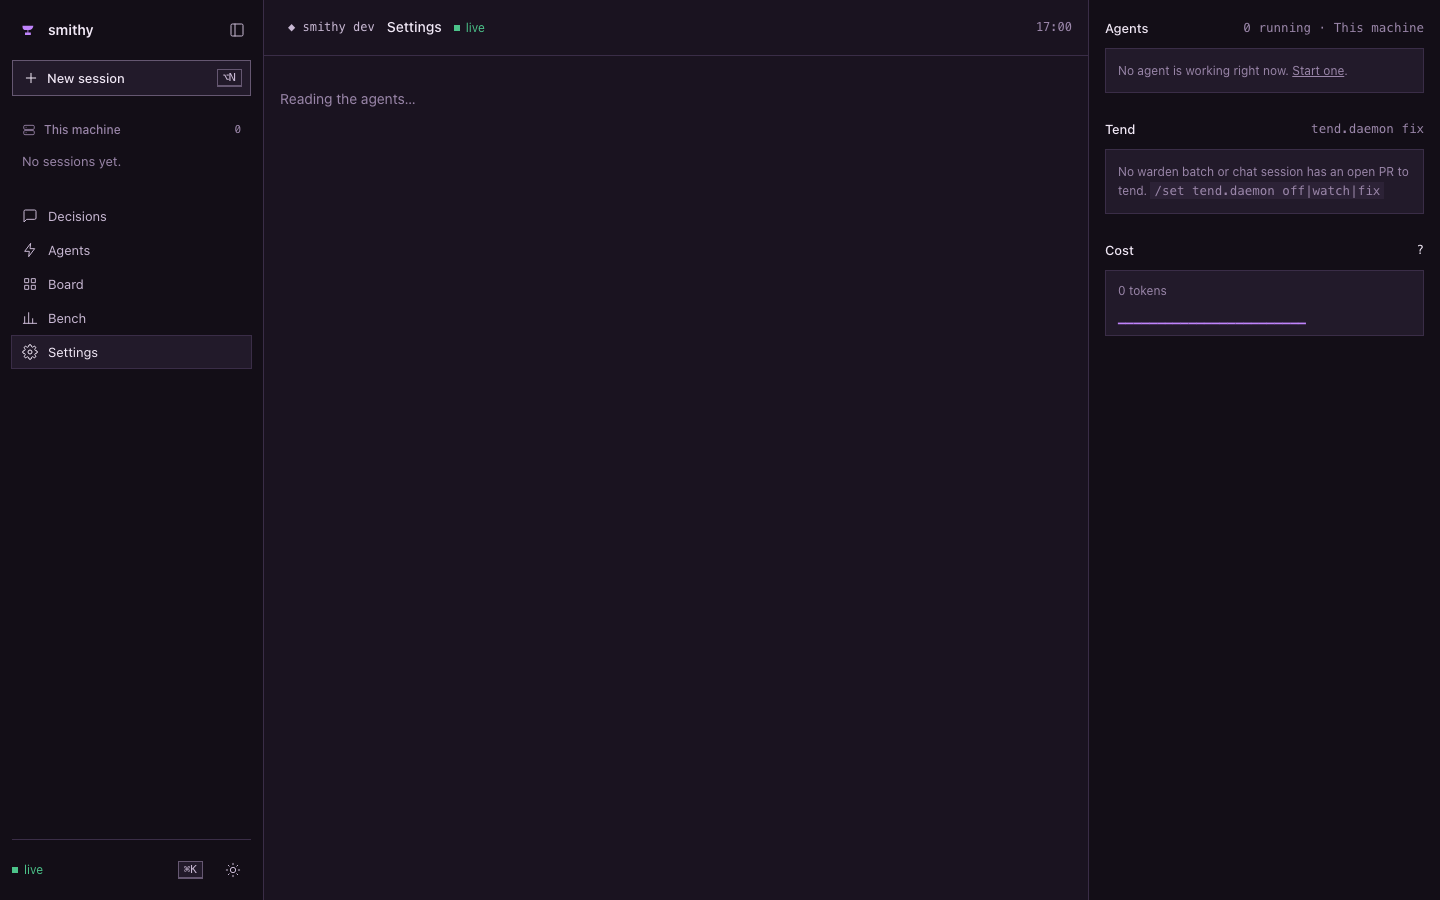 smithy
New session ⌥N
This machine 0
No sessions yet.
Decisions
Agents
Board
Bench
Settings
live ⌘K
◆ smithy dev Settings live 17:00
Reading the agents…
Agents 0 running · This machine
No agent is working right now. Start one.
Tend tend.daemon fix
No warden batch or chat session has an open PR to
tend. /set tend.daemon off|watch|fix
Cost ?
0 tokens